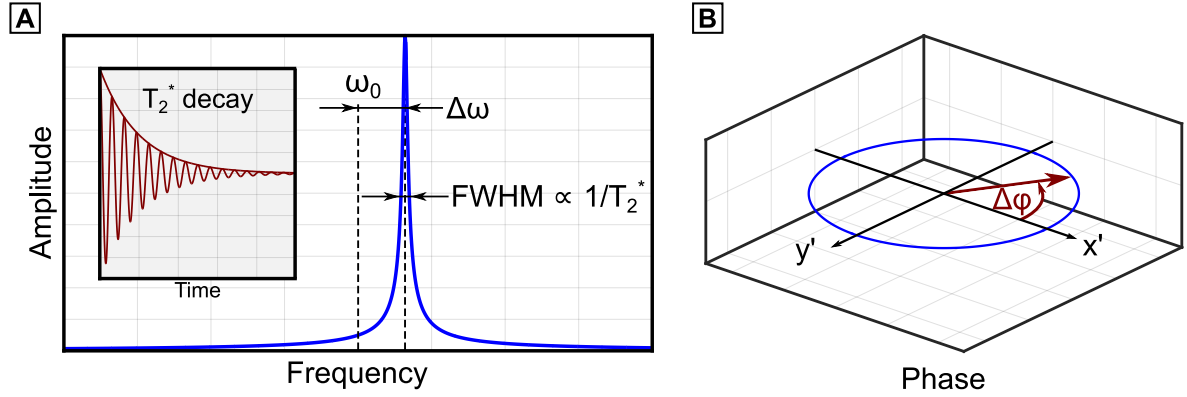 A
T₂* decay
Time
ω₀
Δω
FWHM ∝ 1/T₂*
Amplitude
Frequency
B
Δφ
y'
x'
Phase